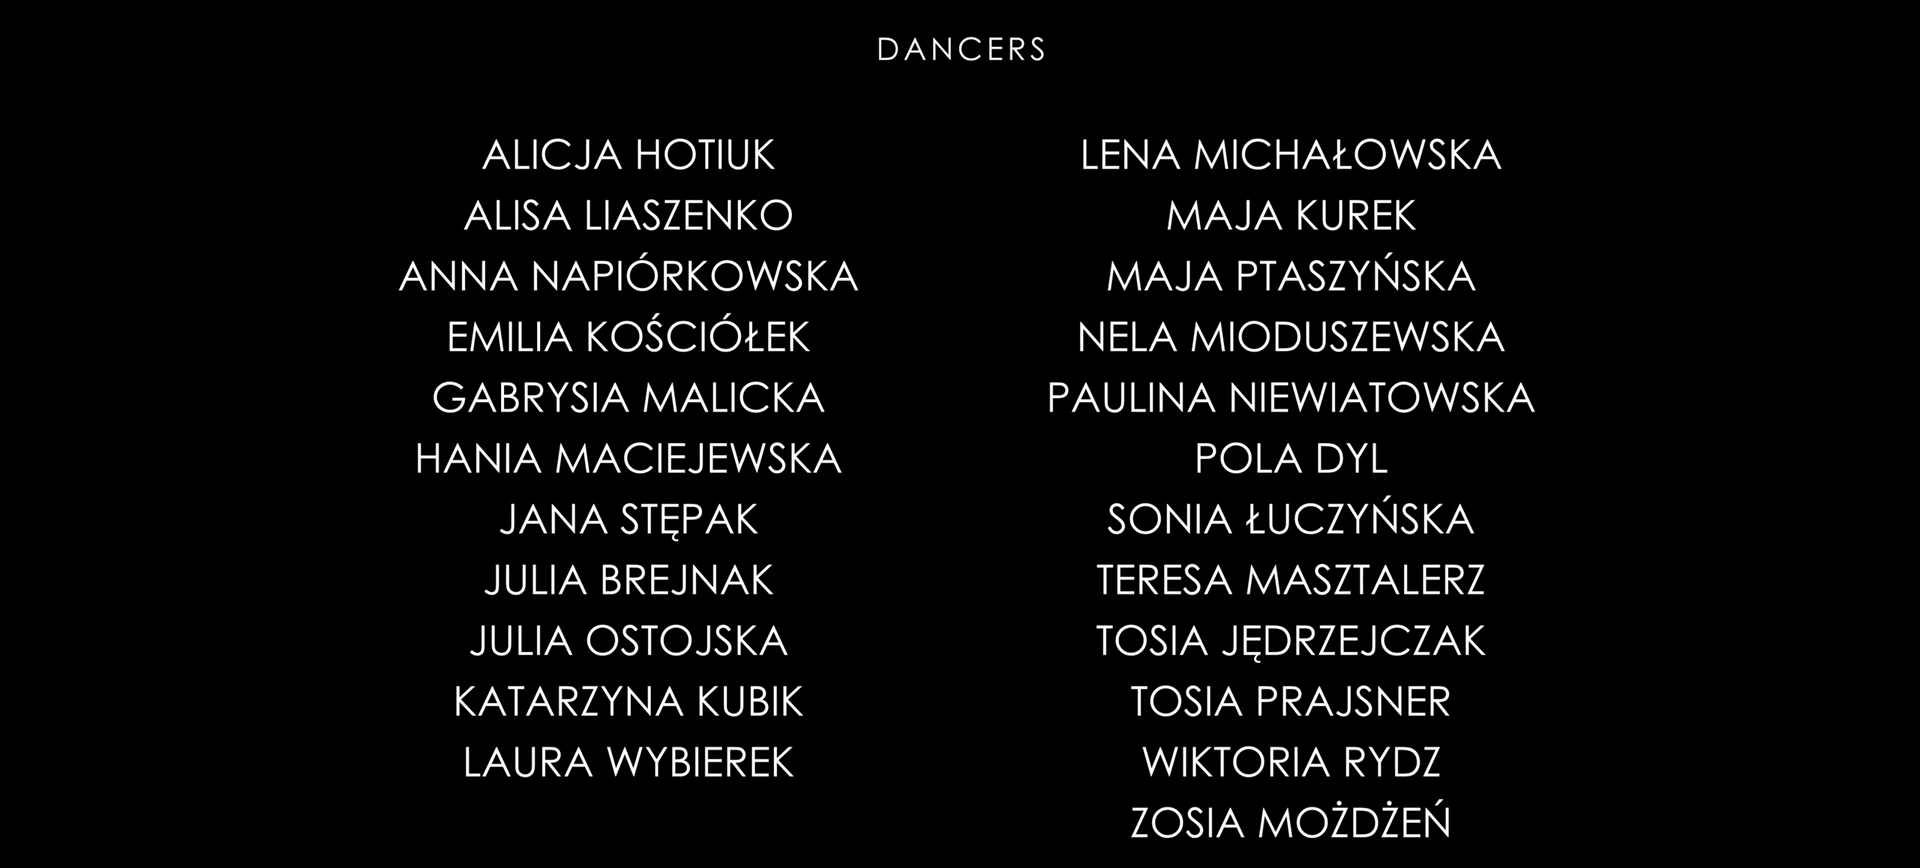 DANCERS
ALICJA HOTIUK
ALISA LIASZENKO
ANNA NAPIÓRKOWSKA
EMILIA KOŚCIÓŁEK
GABRYSIA MALICKA
HANIA MACIEJEWSKA
JANA STĘPAK
JULIA BREJNAK
JULIA OSTOJSKA
KATARZYNA KUBIK
LAURA WYBIEREK
LENA MICHAŁOWSKA
MAJA KUREK
MAJA PTASZYŃSKA
NELA MIODUSZEWSKA
PAULINA NIEWIATOWSKA
POLA DYL
SONIA ŁUCZYŃSKA
TERESA MASZTALERZ
TOSIA JĘDRZEJCZAK
TOSIA PRAJSNER
WIKTORIA RYDZ
ZOSIA MOŻDŻEŃ